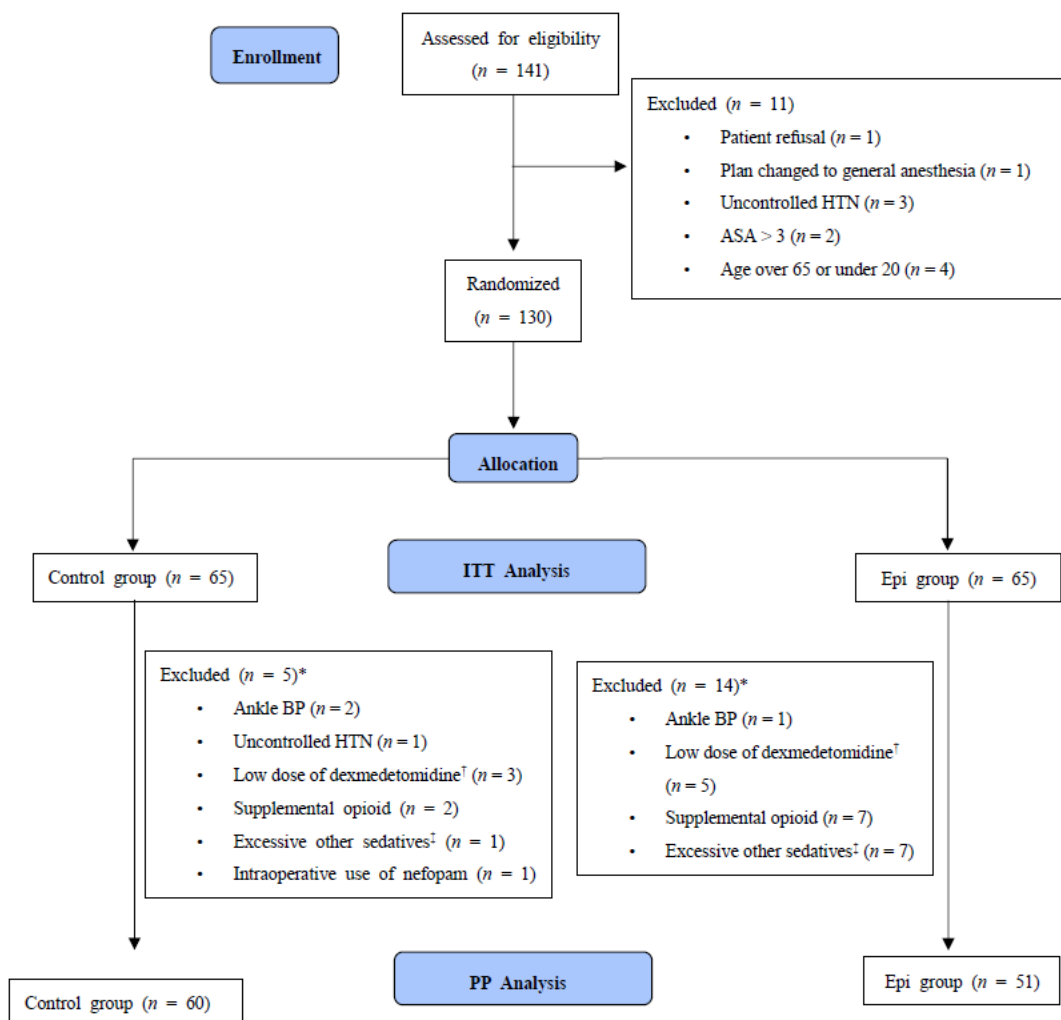 Enrollment
Assessed for eligibility
(n = 141)
Excluded (n = 11)
• Patient refusal (n = 1)
• Plan changed to general anesthesia (n = 1)
• Uncontrolled HTN (n = 3)
• ASA > 3 (n = 2)
• Age over 65 or under 20 (n = 4)
Randomized
(n = 130)
Allocation
Control group (n = 65)
ITT Analysis
Epi group (n = 65)
Excluded (n = 5)*
• Ankle BP (n = 2)
• Uncontrolled HTN (n = 1)
• Low dose of dexmedetomidine† (n = 3)
• Supplemental opioid (n = 2)
• Excessive other sedatives‡ (n = 1)
• Intraoperative use of nefopam (n = 1)
Excluded (n = 14)*
• Ankle BP (n = 1)
• Low dose of dexmedetomidine†
(n = 5)
• Supplemental opioid (n = 7)
• Excessive other sedatives‡ (n = 7)
Control group (n = 60)
PP Analysis
Epi group (n = 51)